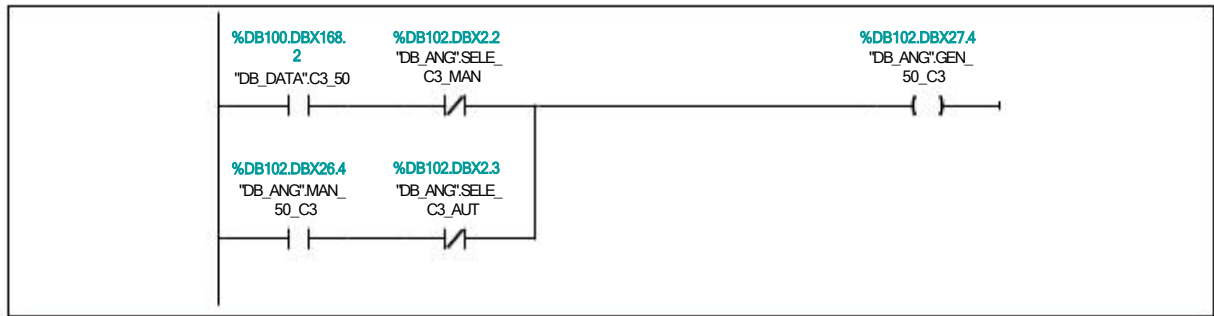 %DB100.DBX168.
2
"DB_DATA".C3_50
%DB102.DBX2.2
"DB_ANG".SELE_
C3_MAN
%DB102.DBX27.4
"DB_ANG".GEN_
50_C3
%DB102.DBX26.4
"DB_ANG".MAN_
50_C3
%DB102.DBX2.3
"DB_ANG".SELE_
C3_AUT